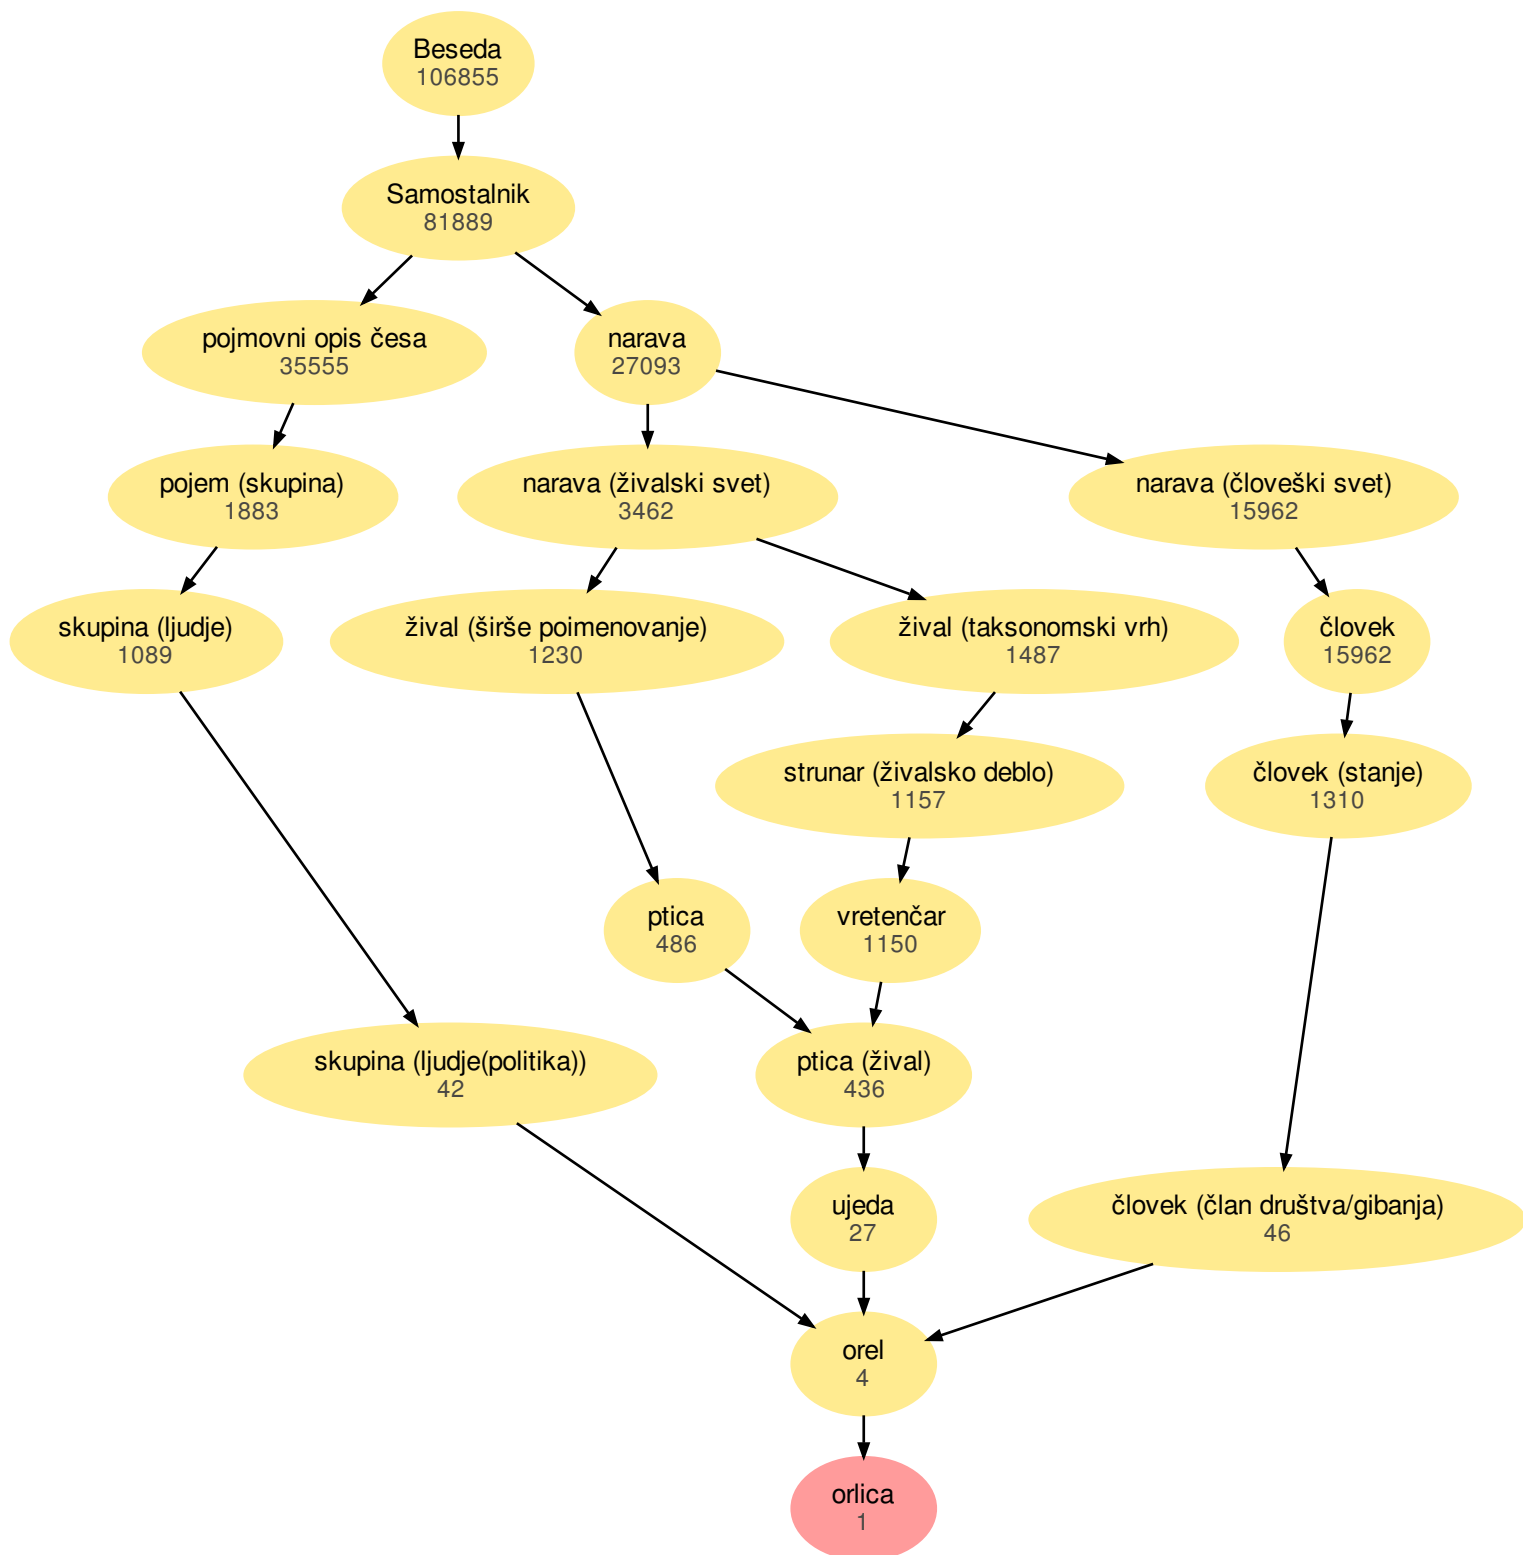 Beseda
106855
Samostalnik
81889
pojmovni opis česa
35555
narava
27093
pojem (skupina)
1883
narava (živalski svet)
3462
narava (človeški svet)
15962
skupina (ljudje)
1089
žival (širše poimenovanje)
1230
žival (taksonomski vrh)
1487
človek
15962
strunar (živalsko deblo)
1157
človek (stanje)
1310
ptica
486
vretenčar
1150
skupina (ljudje(politika))
42
ptica (žival)
436
ujeda
27
človek (član društva/gibanja)
46
orel
4
orlica
1